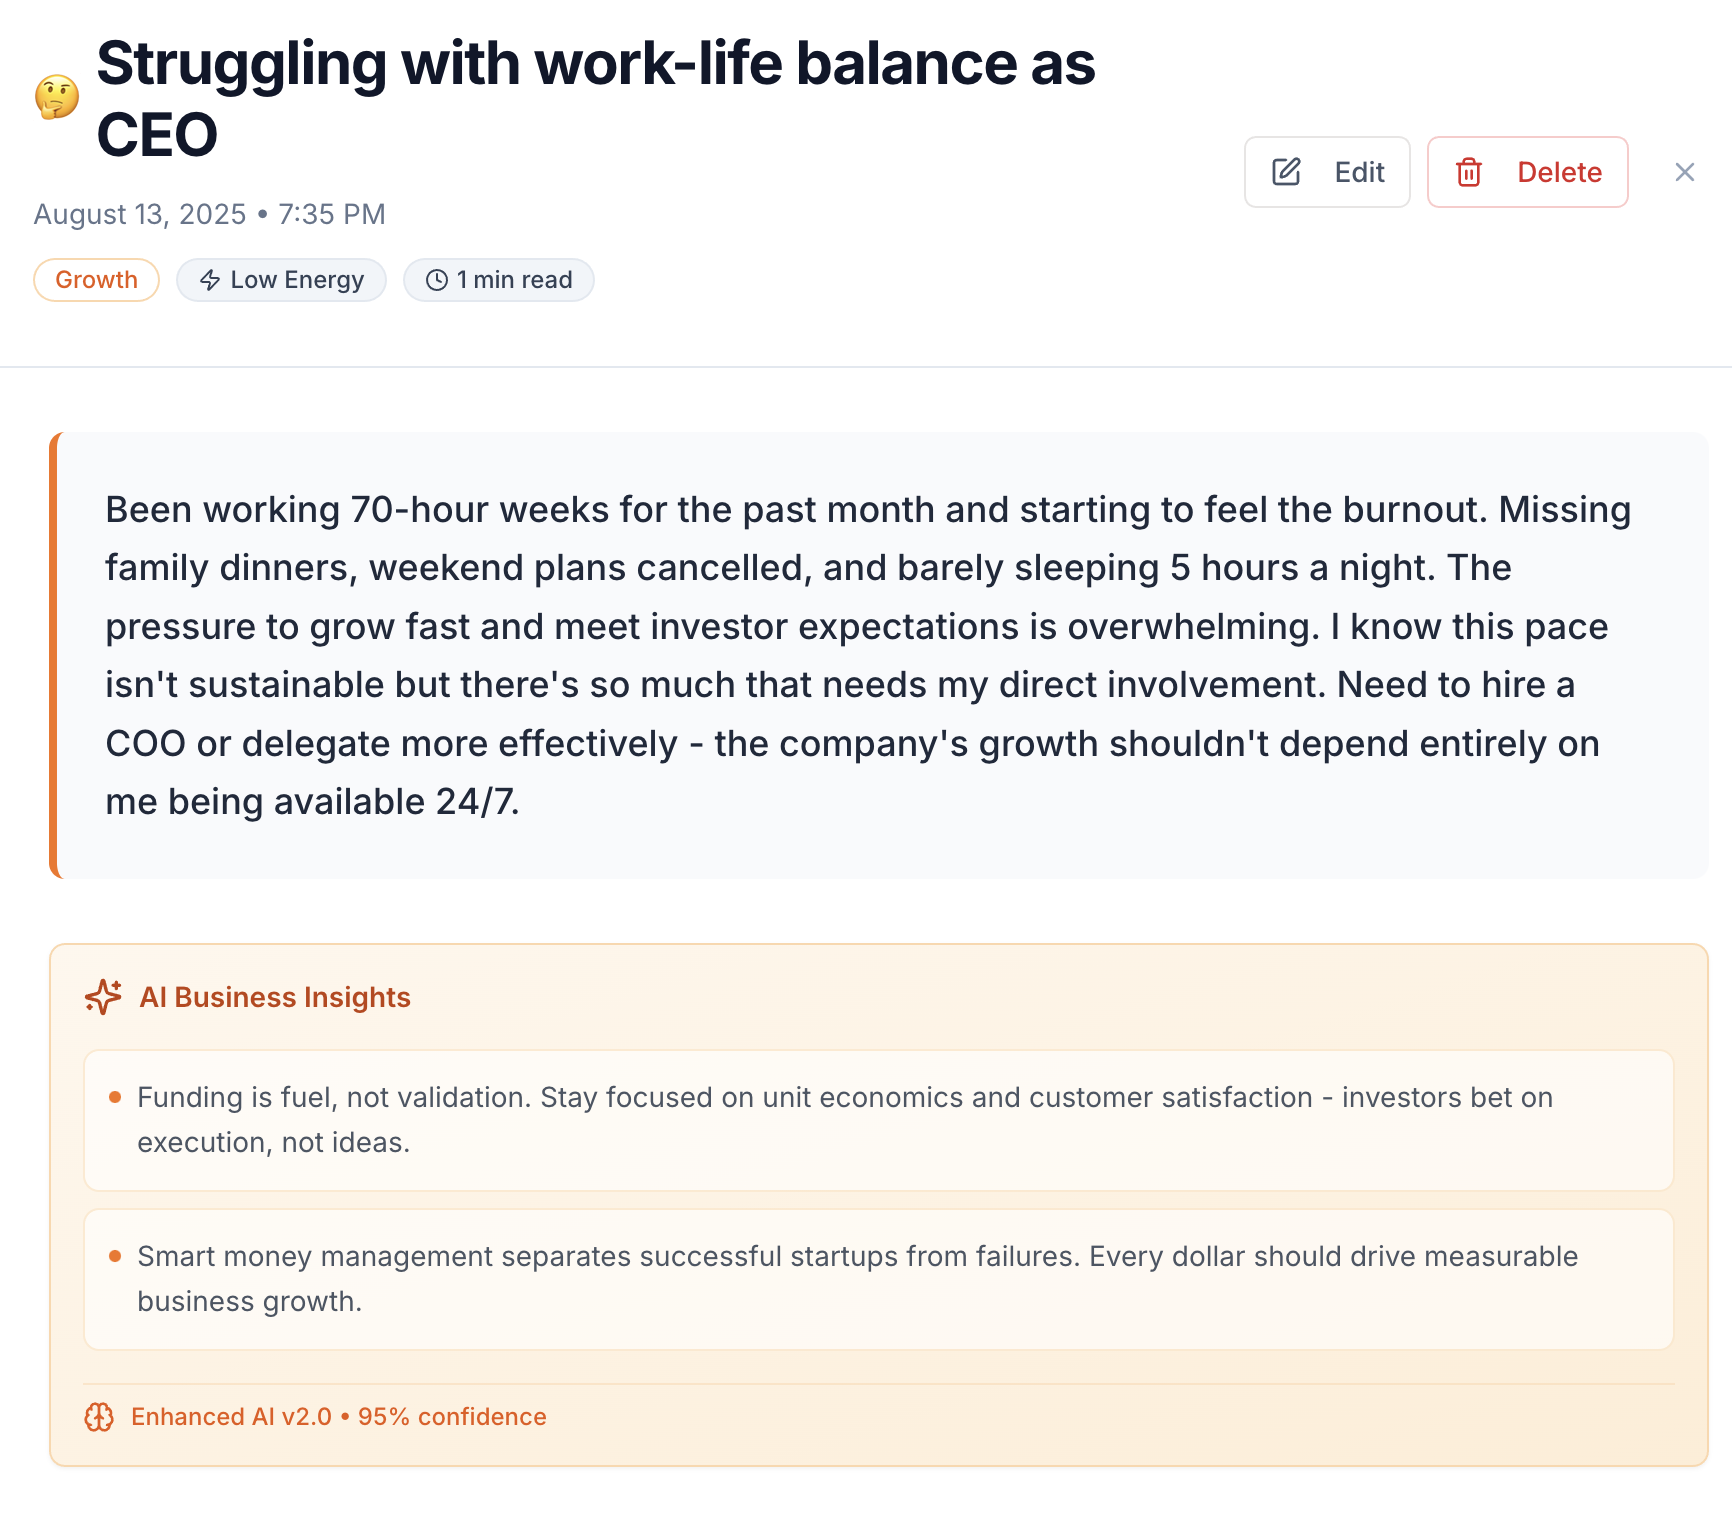 Struggling with work-life balance as
CEO
Edit
Delete
August 13, 2025 • 7:35 PM
Growth
Low Energy
1 min read
Been working 70-hour weeks for the past month and starting to feel the burnout. Missing
family dinners, weekend plans cancelled, and barely sleeping 5 hours a night. The
pressure to grow fast and meet investor expectations is overwhelming. I know this pace
isn't sustainable but there's so much that needs my direct involvement. Need to hire a
COO or delegate more effectively - the company's growth shouldn't depend entirely on
me being available 24/7.
AI Business Insights
• Funding is fuel, not validation. Stay focused on unit economics and customer satisfaction - investors bet on
execution, not ideas.
• Smart money management separates successful startups from failures. Every dollar should drive measurable
business growth.
Enhanced AI v2.0 • 95% confidence